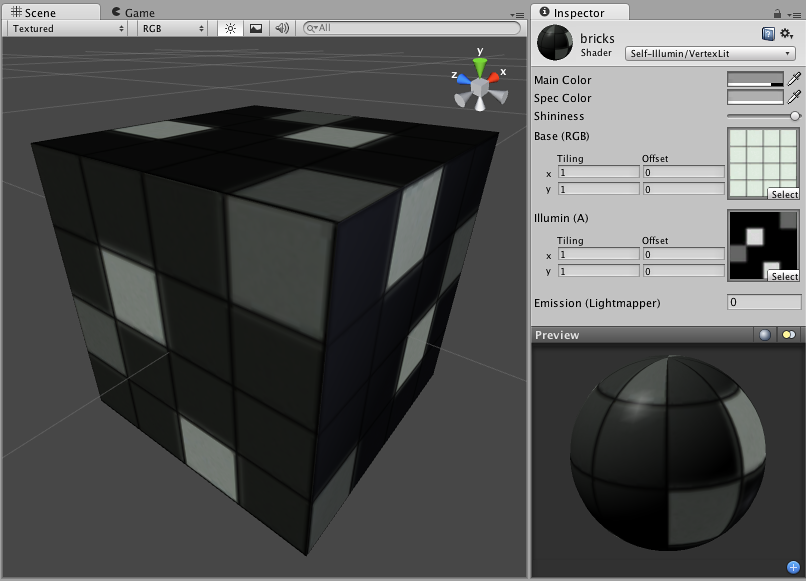 Scene
Game
Textured
RGB
All
y
x
z
Inspector
bricks
Shader
Self-Illumin/VertexLit
Main Color
Spec Color
Shininess
Base (RGB)
Tiling Offset
x 1 0
y 1 0
Select
Illumin (A)
Tiling Offset
x 1 0
y 1 0
Select
Emission (Lightmapper) 0
Preview